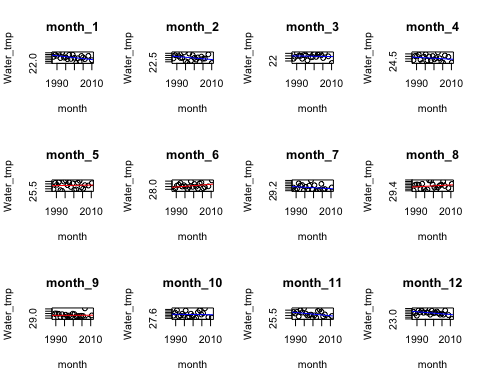 month_1 month_2 month_3 month_4
Water_tmp Water_tmp Water_tmp Water_tmp
22.0 22.5 22 24.5
1990 2010 1990 2010 1990 2010 1990 2010
month month month month
month_5 month_6 month_7 month_8
Water_tmp Water_tmp Water_tmp Water_tmp
25.5 28.0 29.2 29.4
1990 2010 1990 2010 1990 2010 1990 2010
month month month month
month_9 month_10 month_11 month_12
Water_tmp Water_tmp Water_tmp Water_tmp
29.0 27.6 25.5 23.0
1990 2010 1990 2010 1990 2010 1990 2010
month month month month